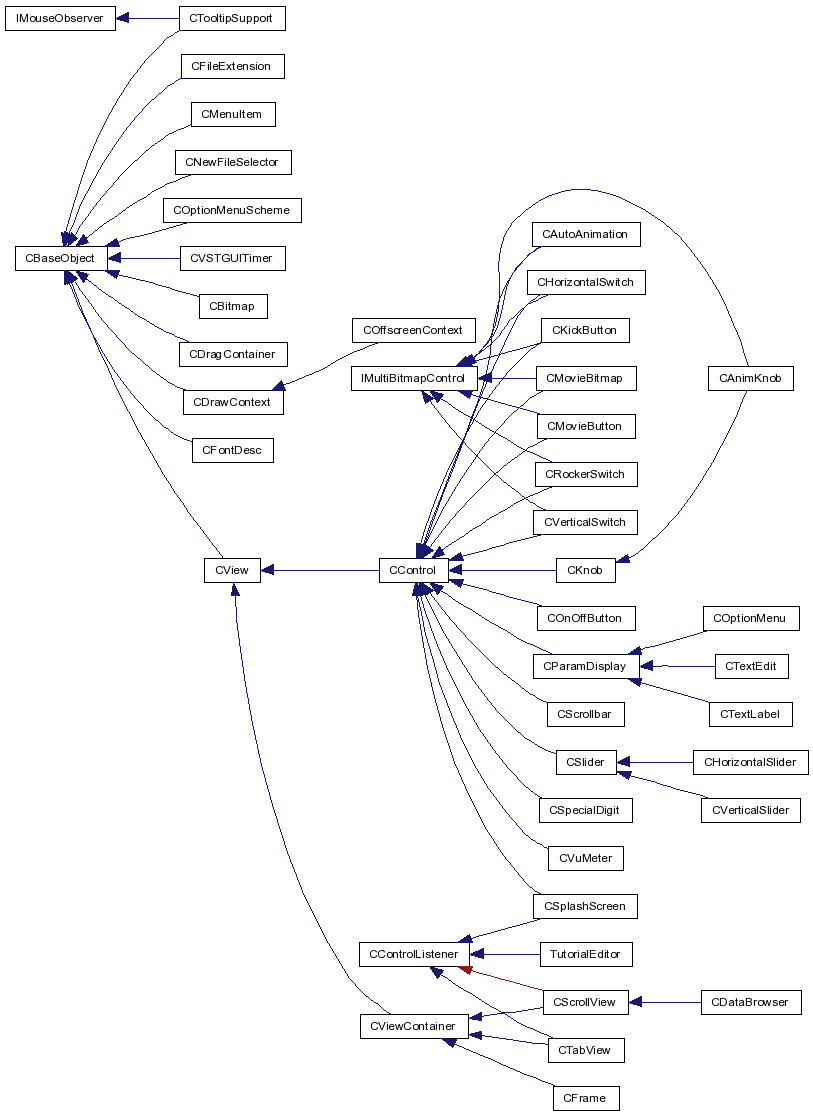 IMouseObserver
CTooltipSupport
CFileExtension
CMenuItem
CNewFileSelector
COptionMenuScheme
CBaseObject
CVSTGUITimer
CBitmap
CDragContainer
CDrawContext
CFontDesc
COffscreenContext
IMultiBitmapControl
CAutoAnimation
CHorizontalSwitch
CKickButton
CMovieBitmap
CMovieButton
CRockerSwitch
CVerticalSwitch
CAnimKnob
CView
CControl
CKnob
COnOffButton
CParamDisplay
COptionMenu
CTextEdit
CTextLabel
CScrollbar
CSlider
CHorizontalSlider
CVerticalSlider
CSpecialDigit
CVuMeter
CSplashScreen
CControlListener
TutorialEditor
CScrollView
CDataBrowser
CViewContainer
CTabView
CFrame